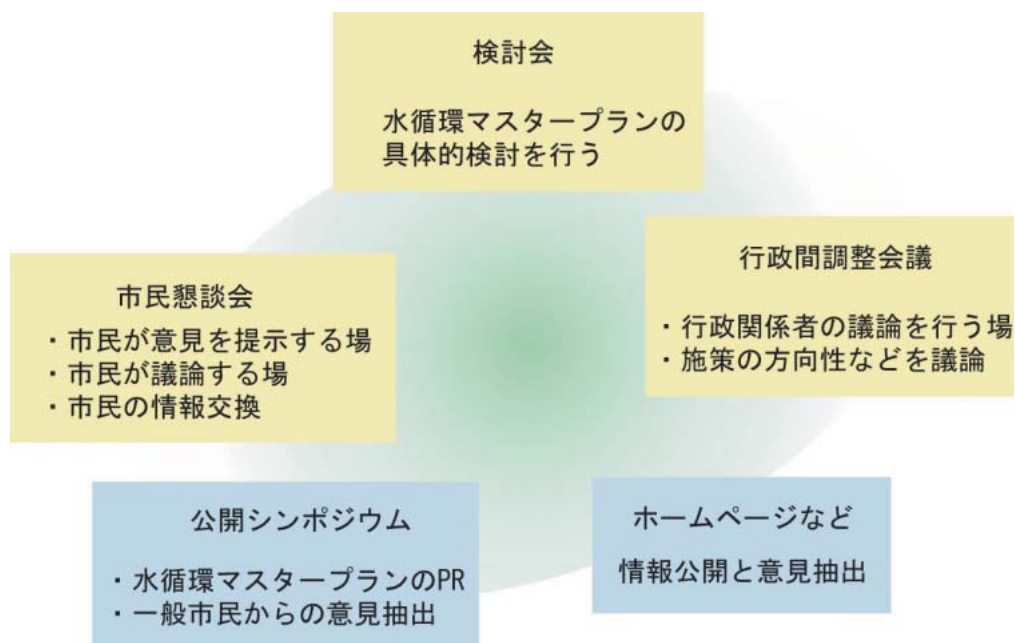 検討会
水循環マスタープランの
具体的検討を行う
市民懇談会
・市民が意見を提示する場
・市民が議論する場
・市民の情報交換
行政間調整会議
・行政関係者の議論を行う場
・施策の方向性などを議論
公開シンポジウム
・水循環マスタープランのPR
・一般市民からの意見抽出
ホームページなど
情報公開と意見抽出